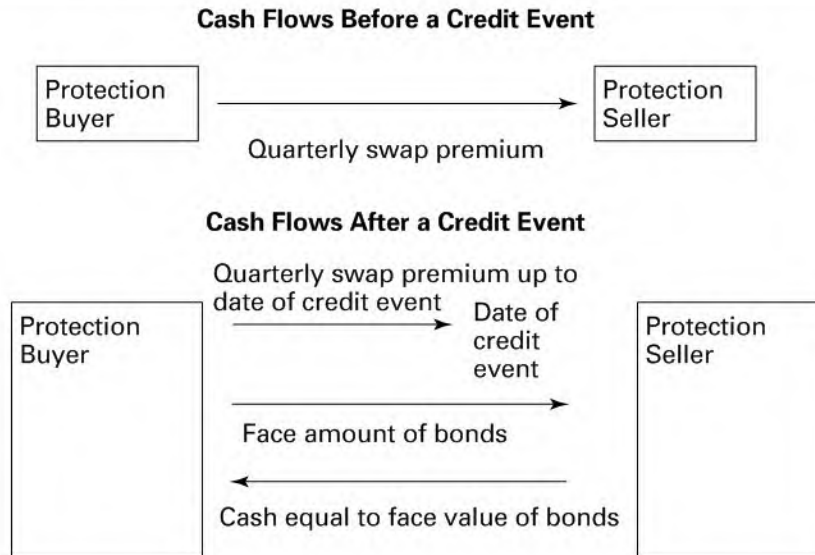 Cash Flows Before a Credit Event
Protection
Buyer
Quarterly swap premium
Protection
Seller
Cash Flows After a Credit Event
Protection
Buyer
Quarterly swap premium up to
date of credit event
Date of
credit
event
Face amount of bonds
Cash equal to face value of bonds
Protection
Seller